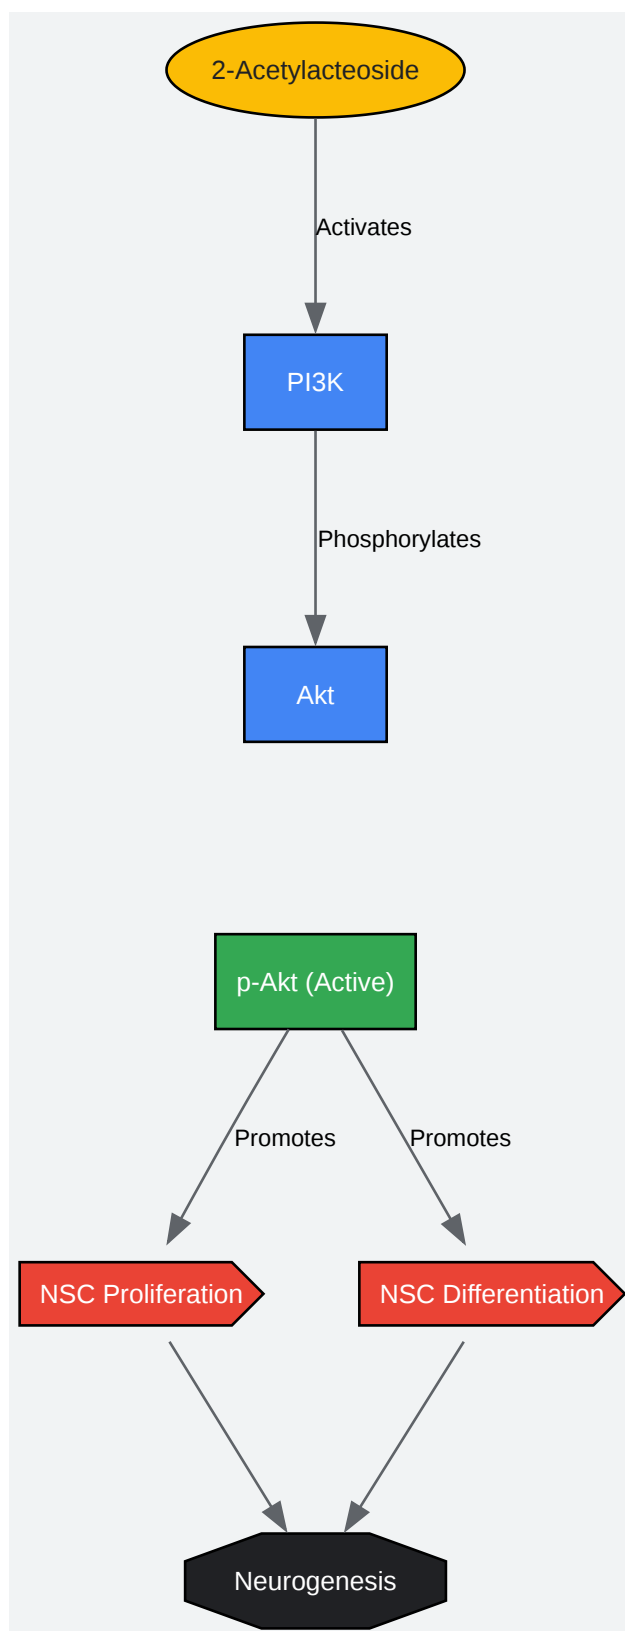 2-Acetylacteoside
Activates
PI3K
Phosphorylates
Akt
p-Akt (Active)
Promotes
Promotes
NSC Proliferation
NSC Differentiation
Neurogenesis